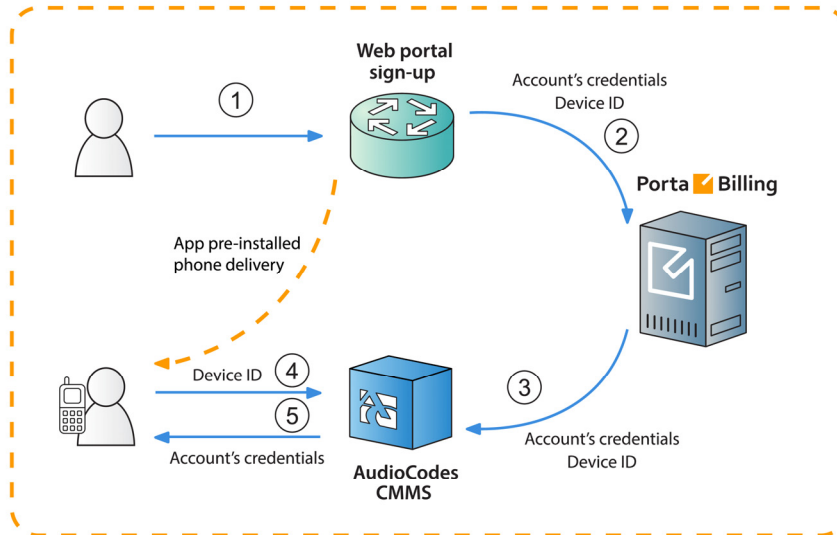 Web portal
sign-up
1
Account's credentials
Device ID
2
Porta Billing
App pre-installed
phone delivery
Device ID
4
3
5
Account's credentials
Account's credentials
Device ID
AudioCodes
CMMS